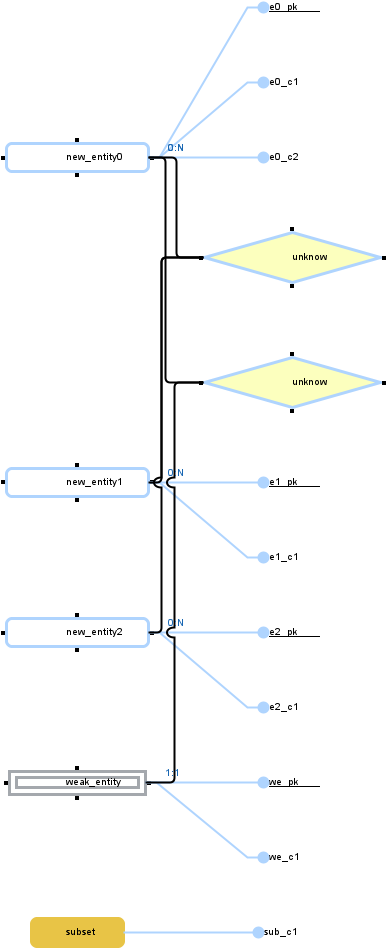 e0_pk
e0_c1
0:N
new_entity0
e0_c2
unknow
unknow
0:N
new_entity1
e1_pk
e1_c1
0:N
new_entity2
e2_pk
e2_c1
1:1
weak_entity
we_pk
we_c1
subset
sub_c1